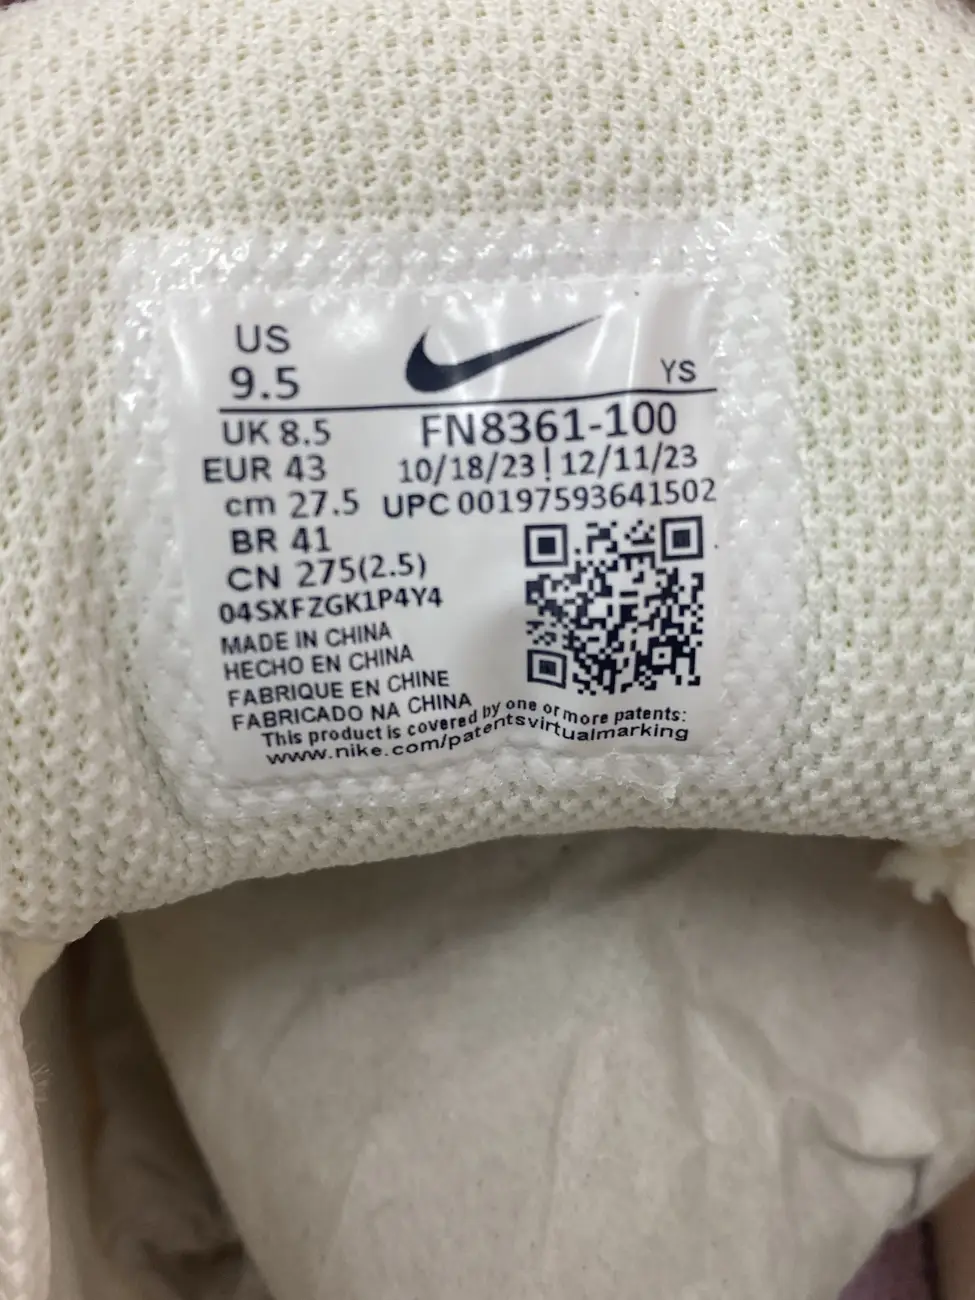 US
9.5
YS
UK 8.5
FN8361-100
EUR 43
10/18/23 | 12/11/23
cm 27.5
UPC 00197593641502
BR 41
CN 275(2.5)
04SXFZGK1P4Y4
MADE IN CHINA
HECHO EN CHINA
FABRIQUE EN CHINE
FABRICADO NA CHINA
This product is covered by one or more patents:
www.nike.com/patentsvirtualmarking